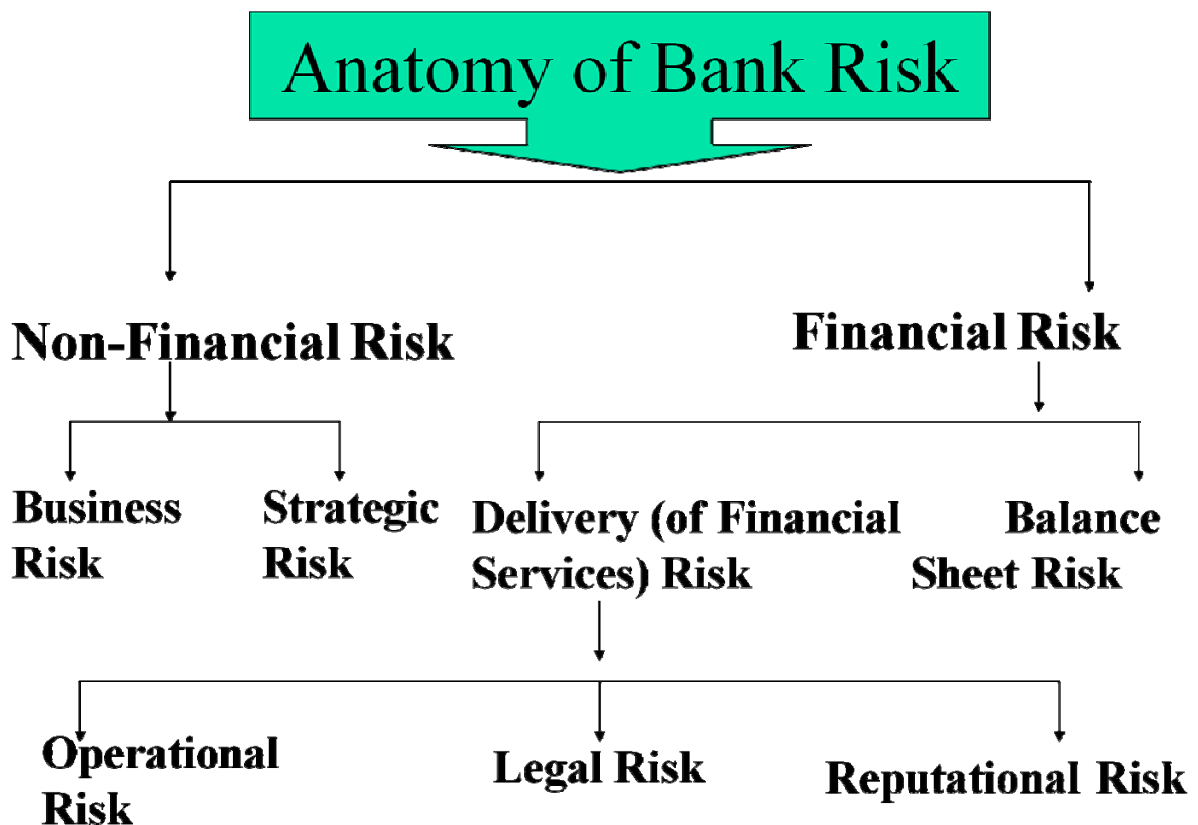 Anatomy of Bank Risk
Non-Financial Risk
Financial Risk
Business
Risk
Strategic
Risk
Delivery (of Financial
Services) Risk
Balance
Sheet Risk
Operational
Risk
Legal Risk
Reputational Risk